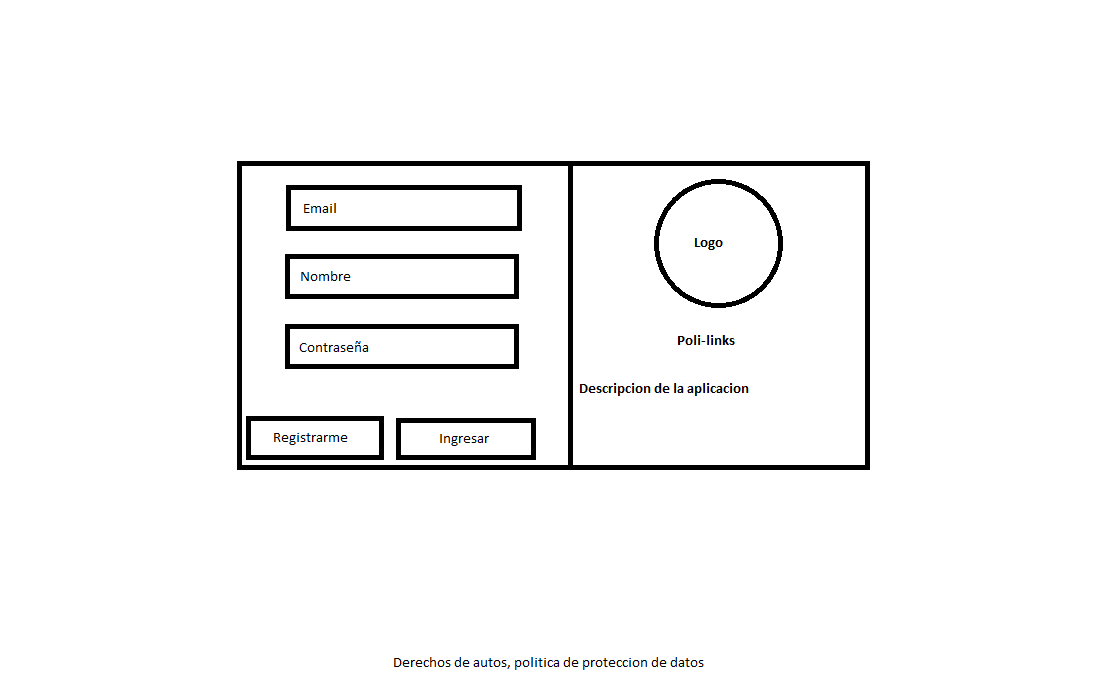 Email
Nombre
Contraseña
Registrarme
Ingresar
Logo
Poli-links
Descripcion de la aplicacion
Derechos de autos, politica de proteccion de datos